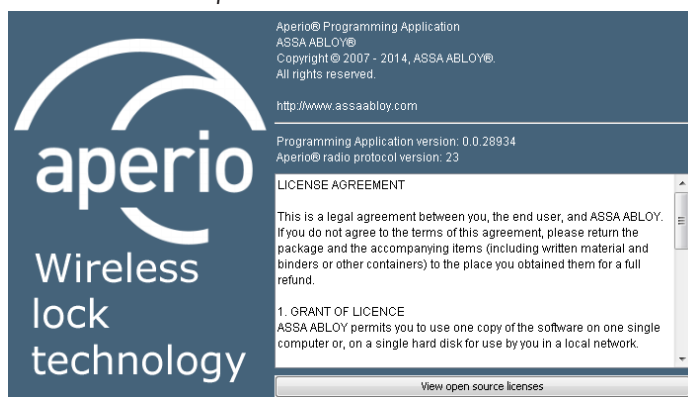 Aperio® Programming Application
ASSA ABLOY®
Copyright © 2007 - 2014, ASSA ABLOY®.
All rights reserved.
http://www.assaabloy.com
Programming Application version: 0.0.28934
Aperio® radio protocol version: 23
aperio
Wireless
lock
technology
LICENSE AGREEMENT
This is a legal agreement between you, the end user, and ASSA ABLOY.
If you do not agree to the terms of this agreement, please return the
package and the accompanying items (including written material and
binders or other containers) to the place you obtained them for a full
refund.
1. GRANT OF LICENCE
ASSA ABLOY permits you to use one copy of the software on one single
computer or, on a single hard disk for use by you in a local network.
View open source licenses